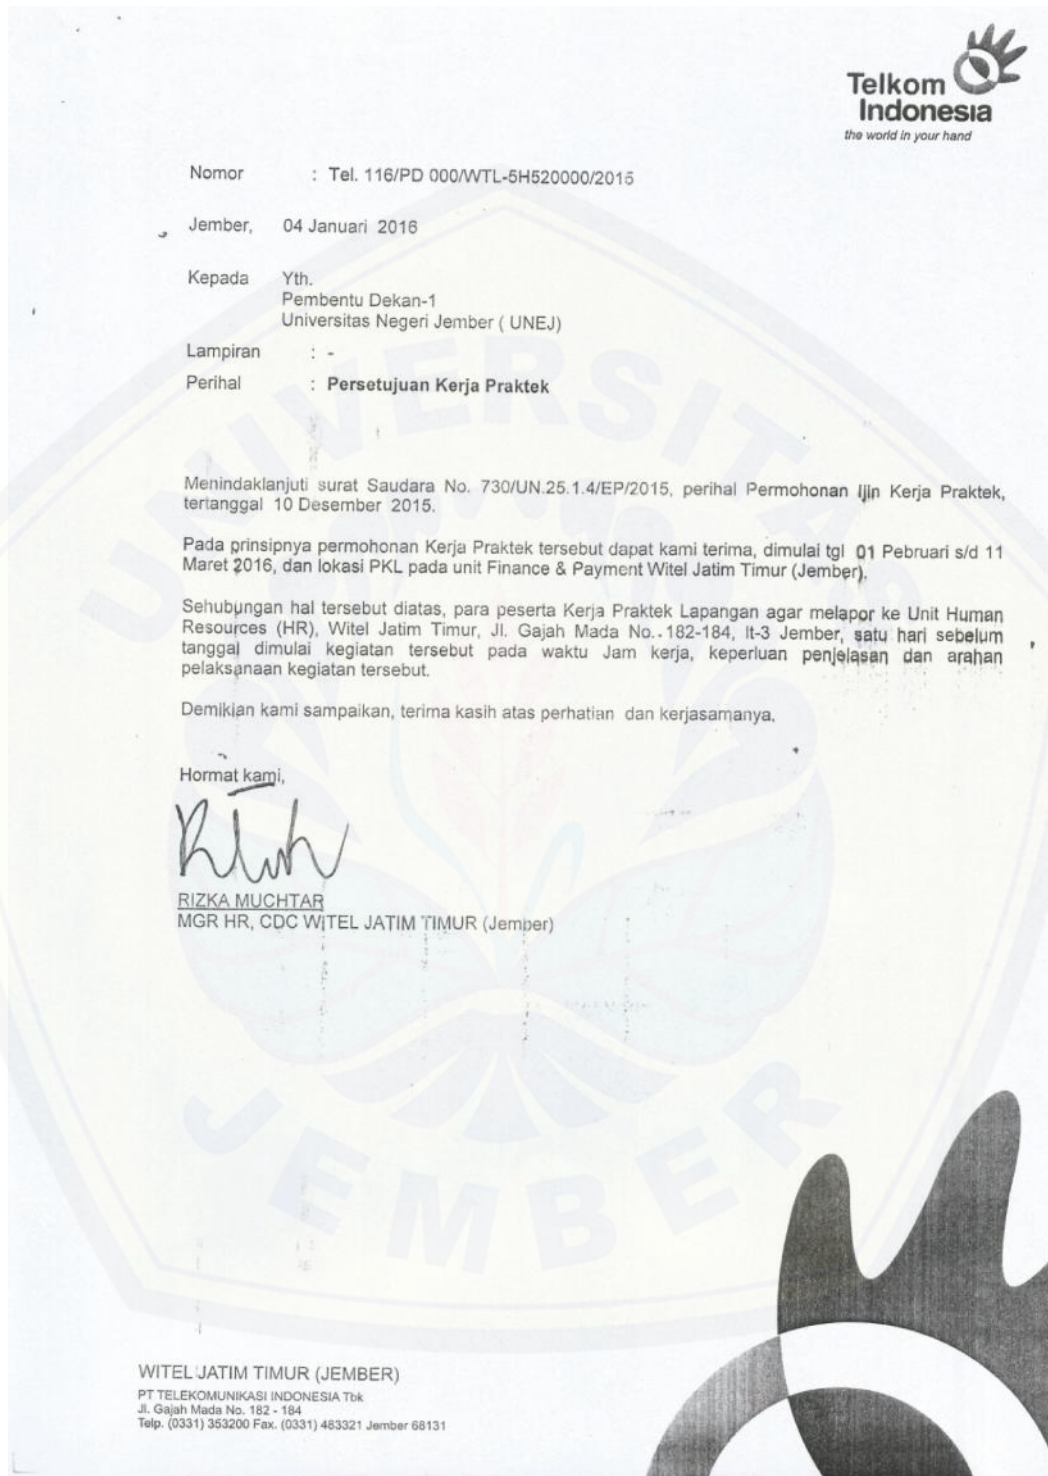 Telkom
Indonesia
the world in your hand
Nomor : Tel. 116/PD 000/WTL-5H520000/2015
Jember, 04 Januari 2016
Kepada Yth.
Pembentu Dekan-1
Universitas Negeri Jember ( UNEJ)
Lampiran : -
Perihal : Persetujuan Kerja Praktek
Menindaklanjuti surat Saudara No. 730/UN.25.1.4/EP/2015, perihal Permohonan Ijin Kerja Praktek,
tertanggal 10 Desember 2015.
Pada prinsipnya permohonan Kerja Praktek tersebut dapat kami terima, dimulai tgl 01 Pebruari s/d 11
Maret 2016, dan lokasi PKL pada unit Finance & Payment Witel Jatim Timur (Jember).
Sehubungan hal tersebut diatas, para peserta Kerja Praktek Lapangan agar melapor ke Unit Human
Resources (HR), Witel Jatim Timur, Jl. Gajah Mada No..182-184, lt-3 Jember, satu hari sebelum
tanggal dimulai kegiatan tersebut pada waktu Jam kerja, keperluan penjelasan dan arahan
pelaksanaan kegiatan tersebut.
Demikian kami sampaikan, terima kasih atas perhatian dan kerjasamanya.
Hormat kami,
RIZKA MUCHTAR
MGR HR, CDC WITEL JATIM TIMUR (Jember)
UNIVERSITAS
JEMBER
WITEL JATIM TIMUR (JEMBER)
PT TELEKOMUNIKASI INDONESIA Tbk
Jl. Gajah Mada No. 182 - 184
Telp. (0331) 353200 Fax. (0331) 483321 Jember 68131